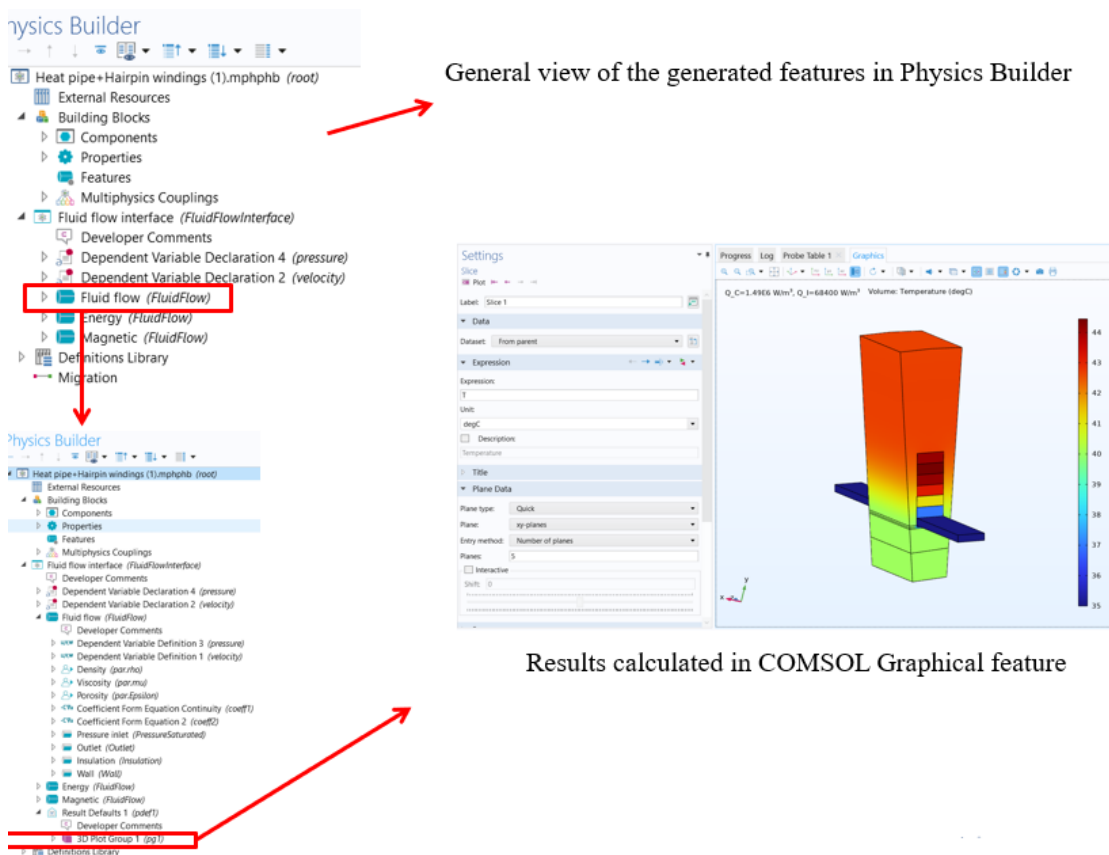 hysics Builder
Heat pipe+Hairpin windings (1).mphphb (root)
External Resources
Building Blocks
Components
Properties
Features
Multiphysics Couplings
Fluid flow interface (FluidFlowInterface)
Developer Comments
Dependent Variable Declaration 4 (pressure)
Dependent Variable Declaration 2 (velocity)
Fluid flow (FluidFlow)
Energy (FluidFlow)
Magnetic (FluidFlow)
Definitions Library
Migration
General view of the generated features in Physics Builder
Physics Builder
Heat pipe+Hairpin windings (1).mphphb (root)
External Resources
Building Blocks
Components
Properties
Features
Multiphysics Couplings
Fluid flow interface (FluidFlowInterface)
Developer Comments
Dependent Variable Declaration 4 (pressure)
Dependent Variable Declaration 2 (velocity)
Fluid flow (FluidFlow)
Developer Comments
Dependent Variable Definition 3 (pressure)
Dependent Variable Definition 1 (velocity)
Density (par.rho)
Viscosity (par.mu)
Porosity (par.Epsilon)
Coefficient Form Equation Continuity (coeff1)
Coefficient Form Equation 2 (coeff2)
Pressure inlet (PressureSaturated)
Outlet (Outlet)
Insulation (Insulation)
Wall (Wall)
Energy (FluidFlow)
Magnetic (FluidFlow)
Result Defaults 1 (pdef1)
Developer Comments
3D Plot Group 1 (pg1)
Definitions Library
Settings
Slice
Plot
Label: Slice 1
Data
Dataset: From parent
Expression
Expression:
T
Unit:
degC
Description:
Temperature
Title
Plane Data
Plane type: Quick
Plane: xy-planes
Entry method: Number of planes
Planes: 5
Interactive
Shift: 0
Progress Log Probe Table 1 Graphics
Q_C=1.49E6 W/m³, Q_I=68400 W/m³ Volume: Temperature (degC)
44
43
42
41
40
39
38
37
36
35
y
x z
Results calculated in COMSOL Graphical feature